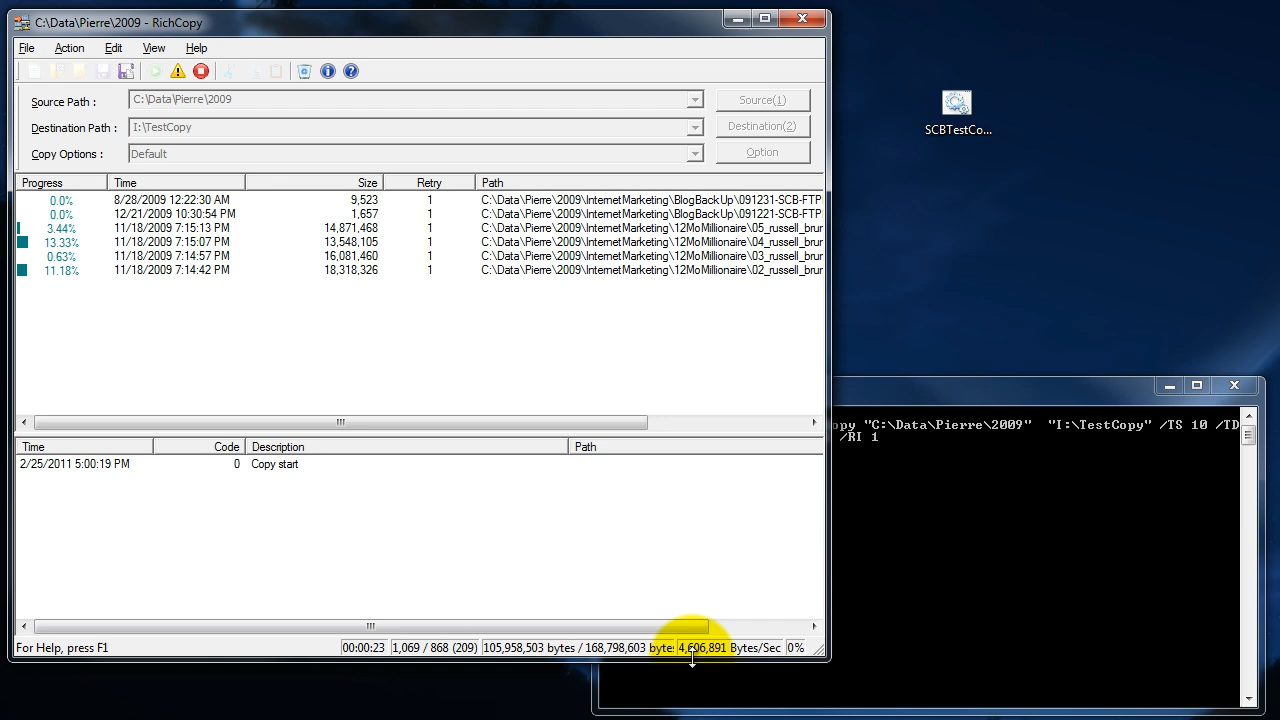 C:\Data\Pierre\2009 - RichCopy
File Action Edit View Help
Source Path : C:\Data\Pierre\2009 Source(1)
Destination Path : I:\TestCopy Destination(2)
Copy Options : Default Option
Progress Time Size Retry Path
0.0% 8/28/2009 12:22:30 AM 9,523 1 C:\Data\Pierre\2009\InternetMarketing\BlogBackUp\091231-SCB-FTP
0.0% 12/21/2009 10:30:54 PM 1,657 1 C:\Data\Pierre\2009\InternetMarketing\BlogBackUp\091221-SCB-FTP
3.44% 11/18/2009 7:15:13 PM 14,871,468 1 C:\Data\Pierre\2009\InternetMarketing\12MoMillionaire\05_russell_brur
13.33% 11/18/2009 7:15:07 PM 13,548,105 1 C:\Data\Pierre\2009\InternetMarketing\12MoMillionaire\04_russell_brur
0.63% 11/18/2009 7:14:57 PM 16,081,460 1 C:\Data\Pierre\2009\InternetMarketing\12MoMillionaire\03_russell_brur
11.18% 11/18/2009 7:14:42 PM 18,318,326 1 C:\Data\Pierre\2009\InternetMarketing\12MoMillionaire\02_russell_brur
Time Code Description Path
2/25/2011 5:00:19 PM 0 Copy start
For Help, press F1 00:00:23 1,069 / 868 (209) 105,958,503 bytes / 168,798,603 bytes 4,606,891 Bytes/Sec 0%
SCBTestCo...
opy "C:\Data\Pierre\2009" "I:\TestCopy" /TS 10 /TD
/RI 1